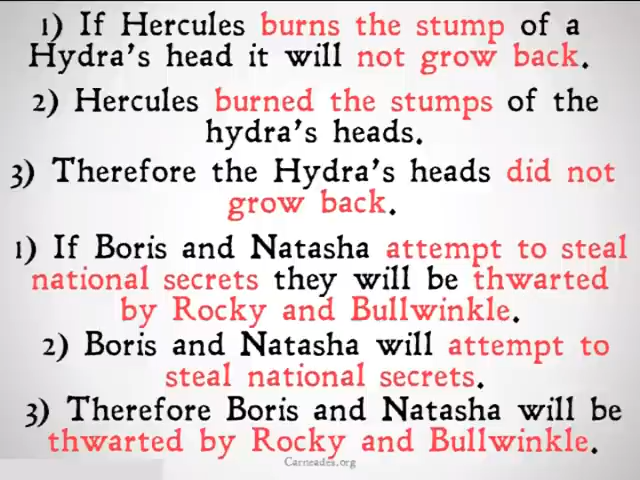 1) If Hercules burns the stump of a
Hydra's head it will not grow back.
2) Hercules burned the stumps of the
hydra's heads.
3) Therefore the Hydra's heads did not
grow back.
1) If Boris and Natasha attempt to steal
national secrets they will be thwarted
by Rocky and Bullwinkle.
2) Boris and Natasha will attempt to
steal national secrets.
3) Therefore Boris and Natasha will be
thwarted by Rocky and Bullwinkle.
Carneades.org